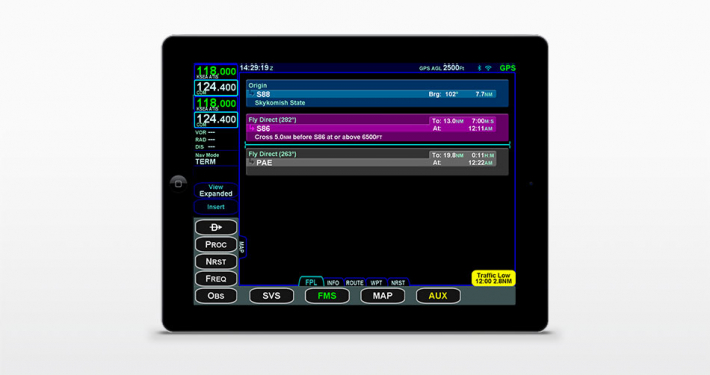 118.000
KSEA ATIS
124.400
COM
118.000
KSEA ATIS
124.400
COM
VOR ---
RAD ---
DIS ---
Nav Mode
TERM
View
Expanded
Insert
D
PROC
NRST
FREQ
OBS
14:29:19 Z
GPS AGL 2500FT
GPS
Origin
S88
Brg: 102°
7.7NM
Skykomish State
Fly Direct (282°)
To: 13.0NM
7:00M:S
S86
At:
12:11AM
Cross 5.0NM before S86 at or above 6500FT
Fly Direct (263°)
To: 19.8NM
0:11H:M
PAE
At:
12:22AM
MAP
FPL
INFO
ROUTE
WPT
NRST
Traffic Low
12:00 2.8NM
SVS
FMS
MAP
AUX